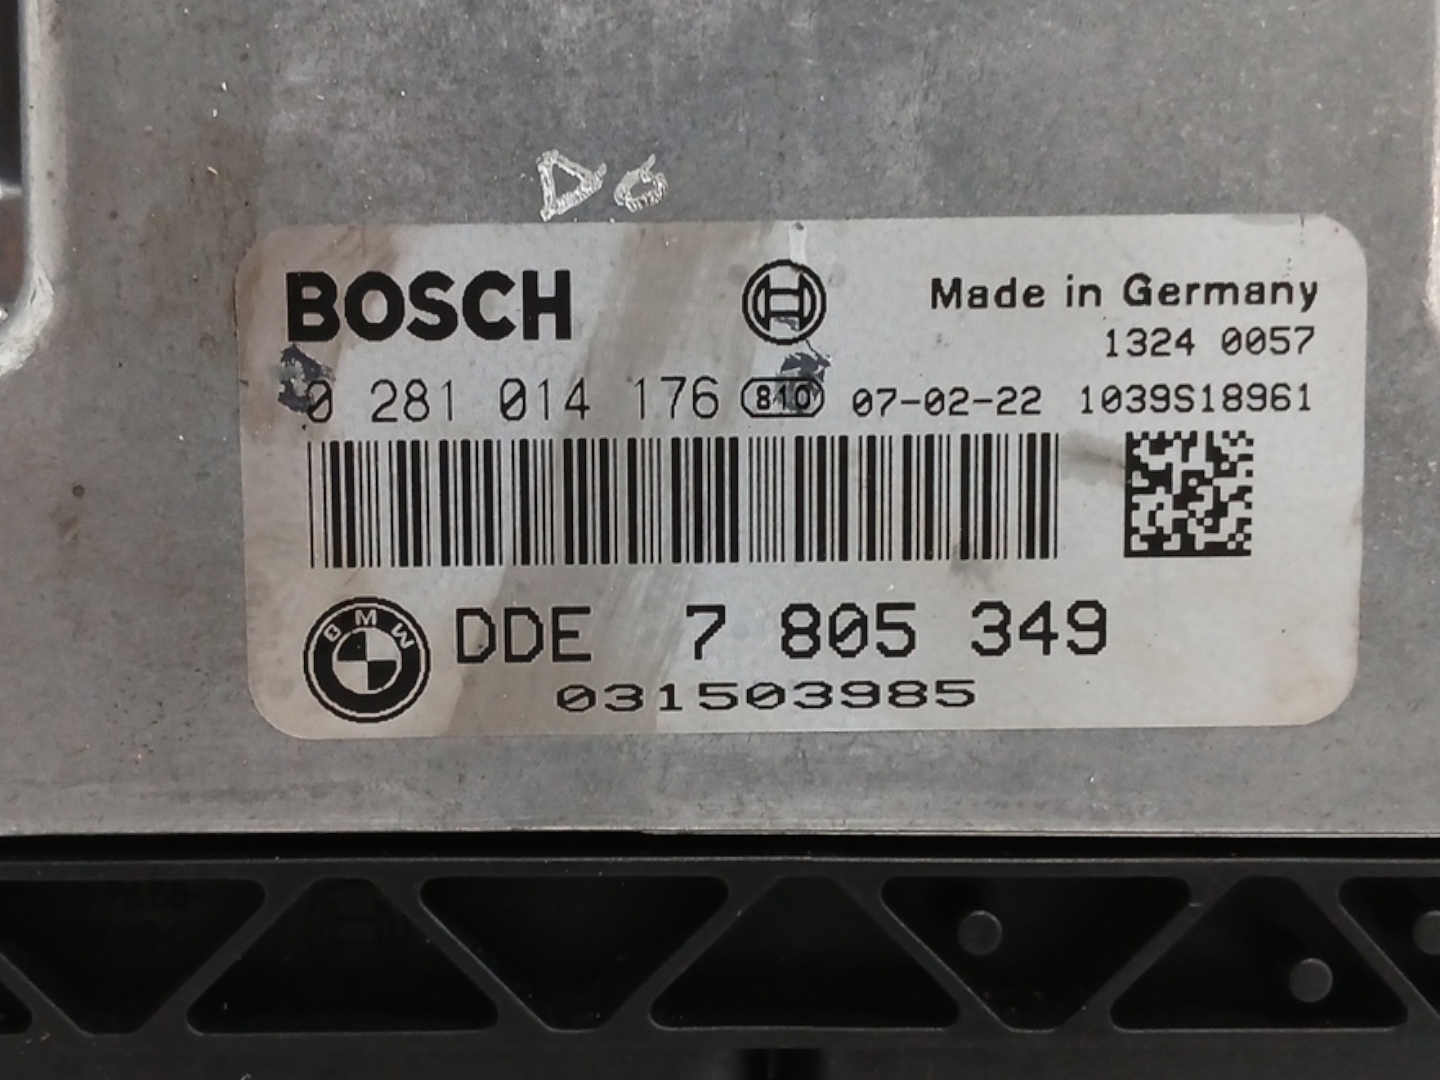 D6
BOSCH
Made in Germany
1324 0057
0 281 014 176 810 07-02-22 1039S18961
BMW DDE 7 805 349
031503985